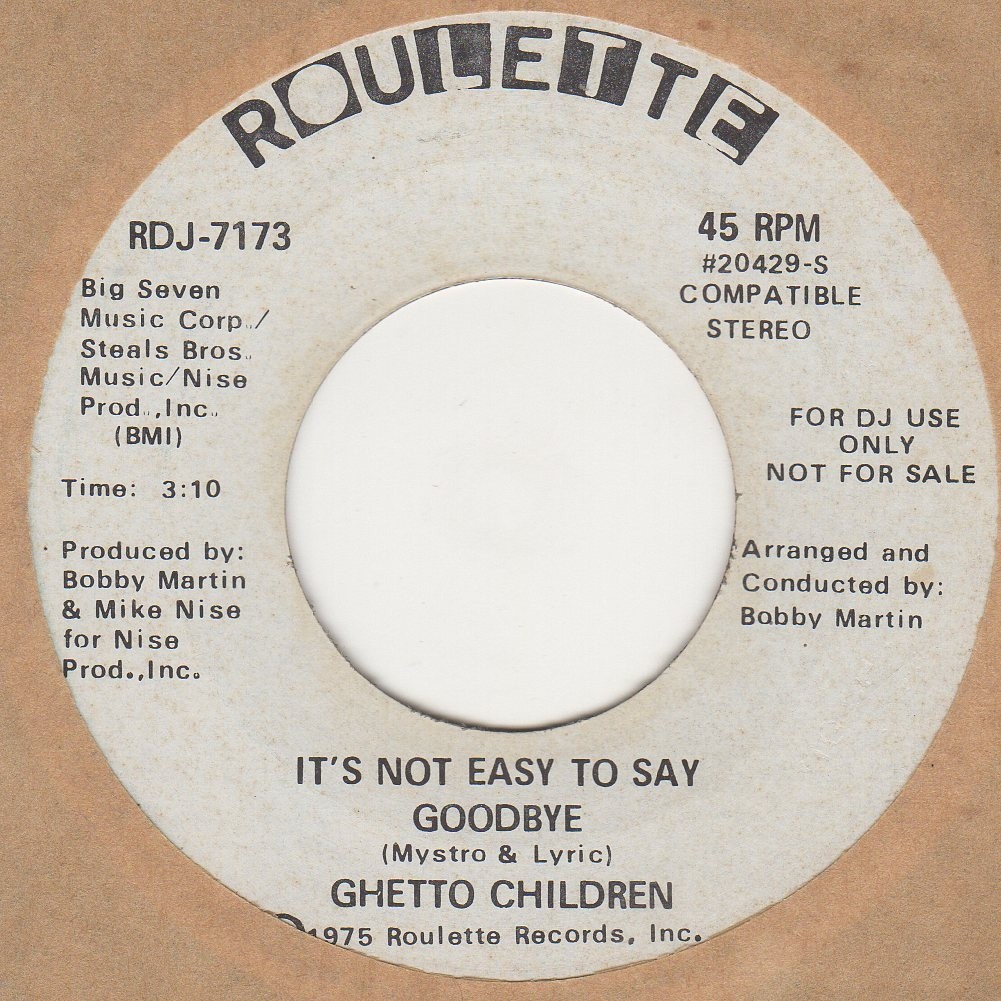 ROULETTE
RDJ-7173
Big Seven
Music Corp./
Steals Bros.
Music/Nise
Prod.,Inc.
(BMI)
Time: 3:10
Produced by:
Bobby Martin
& Mike Nise
for Nise
Prod.,Inc.
45 RPM
#20429-S
COMPATIBLE
STEREO
FOR DJ USE
ONLY
NOT FOR SALE
Arranged and
Conducted by:
Bobby Martin
IT'S NOT EASY TO SAY
GOODBYE
(Mystro & Lyric)
GHETTO CHILDREN
℗1975 Roulette Records, Inc.